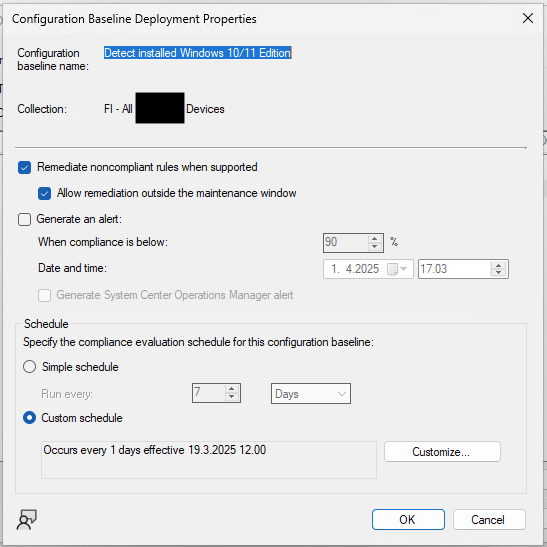 Configuration Baseline Deployment Properties
Configuration baseline name:
Detect installed Windows 10/11 Edition
Collection:
FI - All Devices
Remediate noncompliant rules when supported
Allow remediation outside the maintenance window
Generate an alert:
When compliance is below:
90 %
Date and time:
1. 4.2025 17.03
Generate System Center Operations Manager alert
Schedule
Specify the compliance evaluation schedule for this configuration baseline:
Simple schedule
Run every:
7 Days
Custom schedule
Occurs every 1 days effective 19.3.2025 12.00
Customize...
OK Cancel